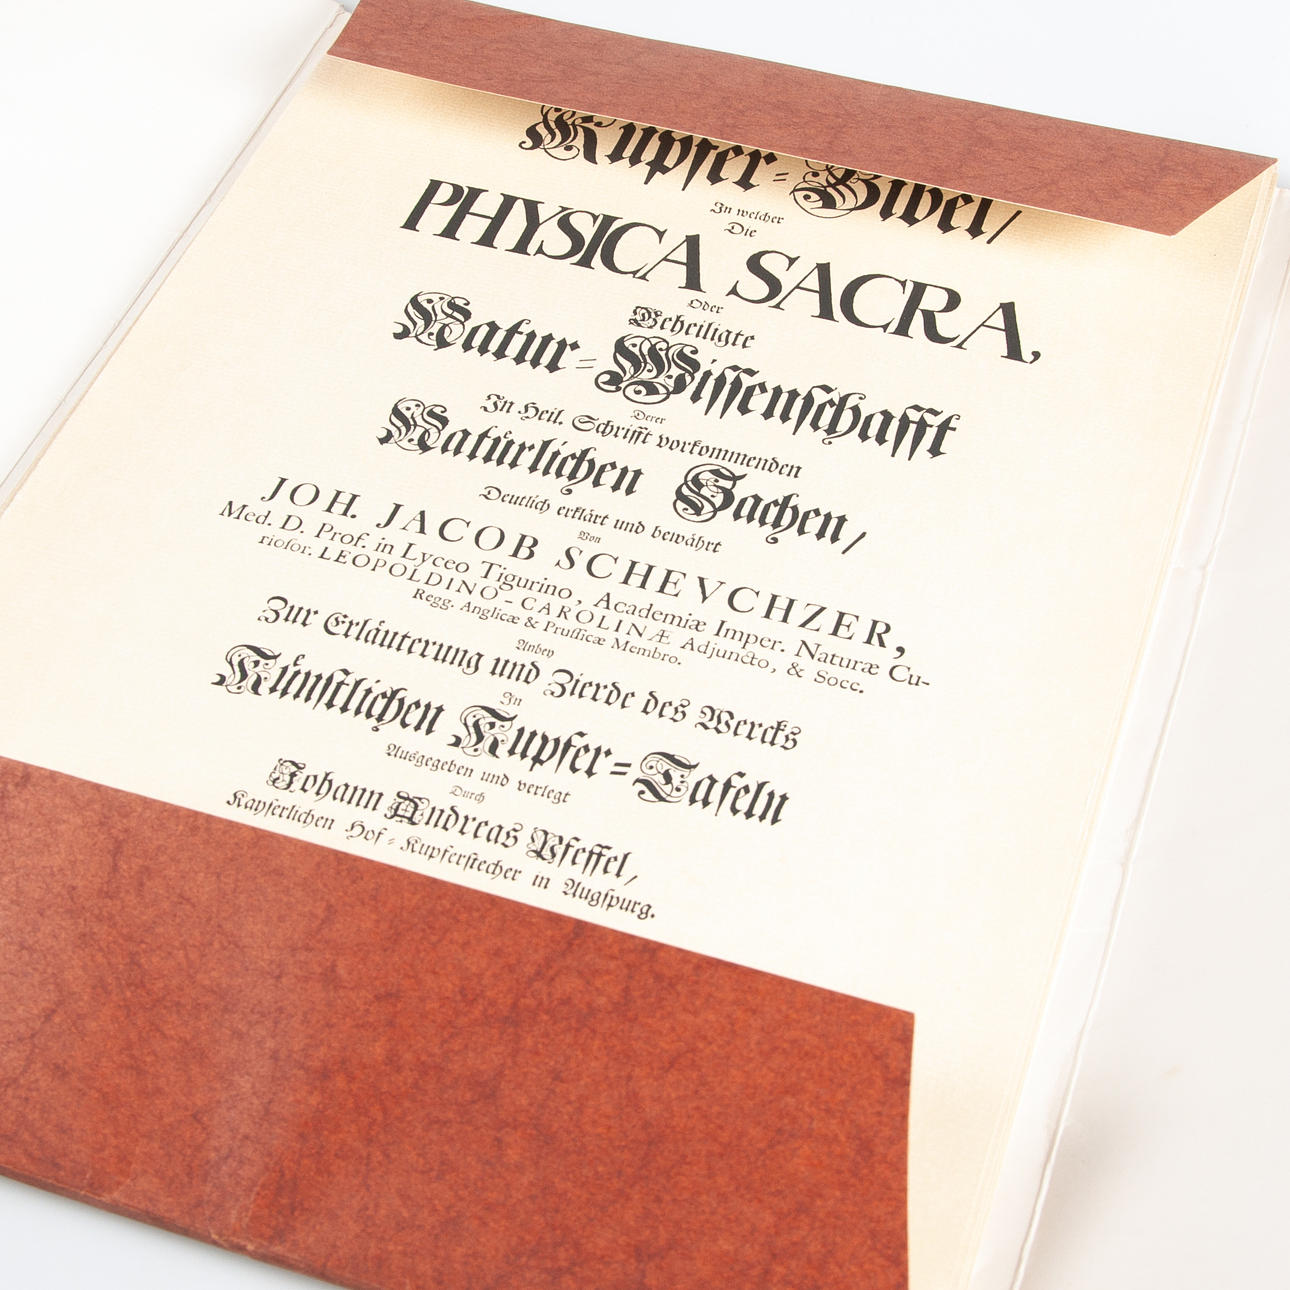 Kupfer=Bibel/
In welcher
Die
PHYSICA SACRA,
Oder
Geheiligte
Natur=Wissenschafft
Derer
In Heil. Schrifft vorkommenden
Natürlichen Sachen/
Deutlich erklärt und bewährt
Von
JOH. JACOB SCHEVCHZER,
Med. D. Prof. in Lyceo Tigurino, Academiæ Imper. Naturæ Cu-
riosor. LEOPOLDINO-CAROLINÆ Adjuncto, & Socc.
Regg. Anglicæ & Prussicæ Membro.
Anbey
Zur Erläuterung und Zierde des Wercks
In
Künstlichen Kupfer=Tafeln
Ausgegeben und verlegt
Durch
Johann Andreas Pfeffel,
Kayserlichen Hof=Kupferstecher in Augspurg.